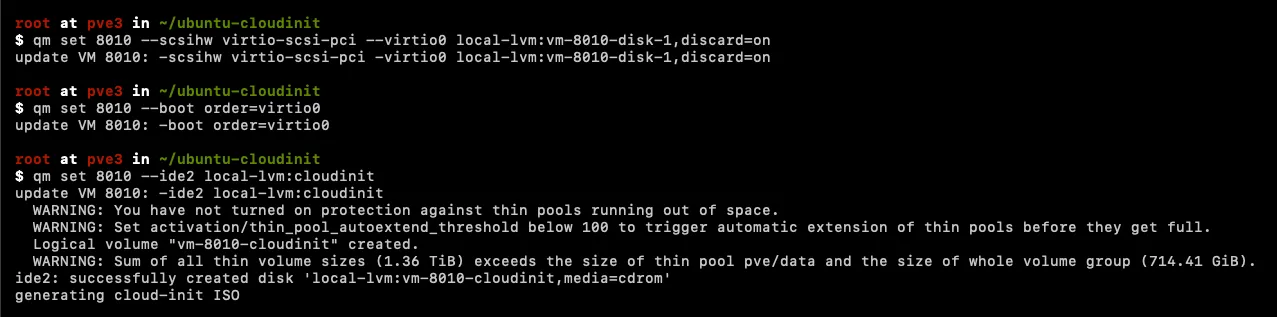 root at pve3 in ~/ubuntu-cloudinit
$ qm set 8010 --scsihw virtio-scsi-pci --virtio0 local-lvm:vm-8010-disk-1,discard=on
update VM 8010: -scsihw virtio-scsi-pci -virtio0 local-lvm:vm-8010-disk-1,discard=on

root at pve3 in ~/ubuntu-cloudinit
$ qm set 8010 --boot order=virtio0
update VM 8010: -boot order=virtio0

root at pve3 in ~/ubuntu-cloudinit
$ qm set 8010 --ide2 local-lvm:cloudinit
update VM 8010: -ide2 local-lvm:cloudinit
  WARNING: You have not turned on protection against thin pools running out of space.
  WARNING: Set activation/thin_pool_autoextend_threshold below 100 to trigger automatic extension of thin pools before they get full.
  Logical volume "vm-8010-cloudinit" created.
  WARNING: Sum of all thin volume sizes (1.36 TiB) exceeds the size of thin pool pve/data and the size of whole volume group (714.41 GiB).
ide2: successfully created disk 'local-lvm:vm-8010-cloudinit,media=cdrom'
generating cloud-init ISO